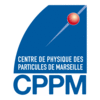 CENTRE DE PHYSIQUE DES
PARTICULES DE MARSEILLE
CPPM